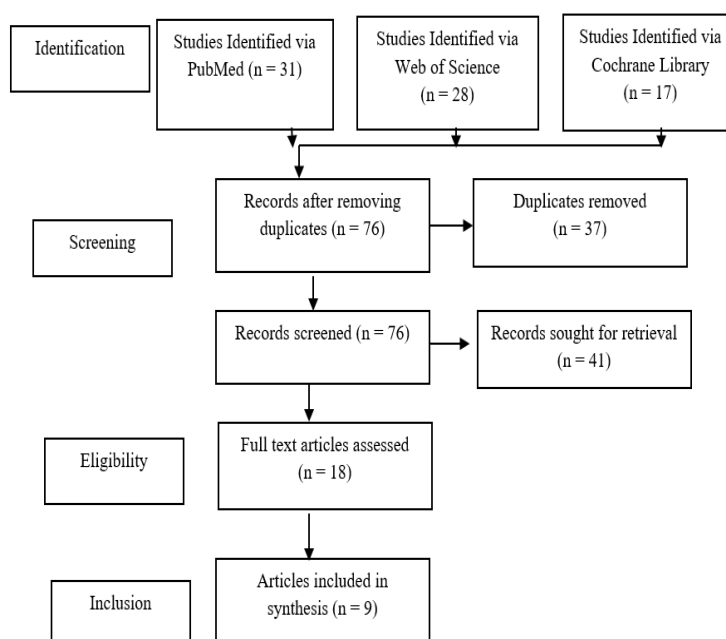 Identification
Studies Identified via
PubMed (n = 31)
Studies Identified via
Web of Science
(n = 28)
Studies Identified via
Cochrane Library
(n = 17)
Screening
Records after removing
duplicates (n = 76)
Duplicates removed
(n = 37)
Records screened (n = 76)
Records sought for retrieval
(n = 41)
Eligibility
Full text articles assessed
(n = 18)
Inclusion
Articles included in
synthesis (n = 9)